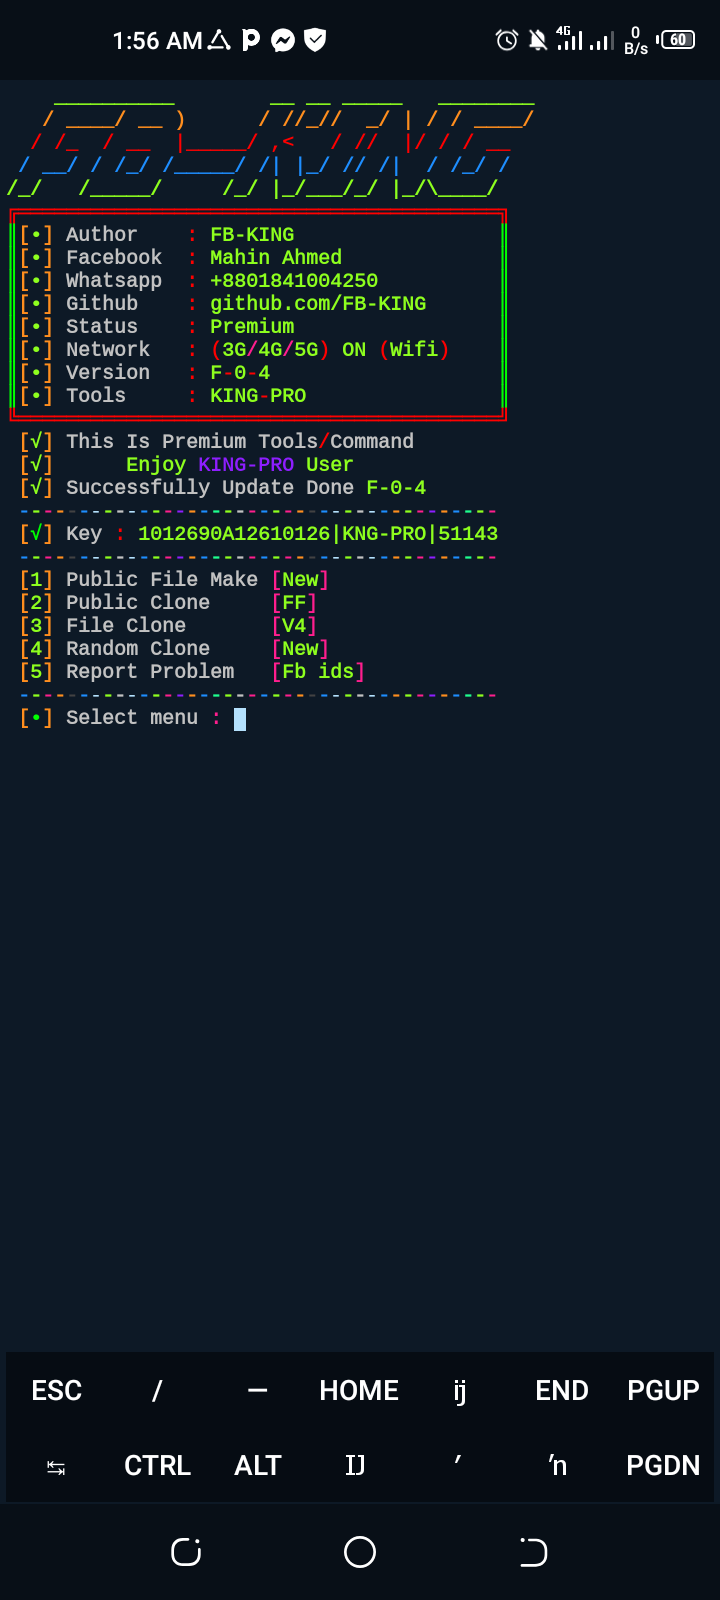 1:56 AM 4G 0 B/s 60
[•] Author : FB-KING
[•] Facebook : Mahin Ahmed
[•] Whatsapp : +8801841004250
[•] Github : github.com/FB-KING
[•] Status : Premium
[•] Network : (3G/4G/5G) ON (Wifi)
[•] Version : F-0-4
[•] Tools : KING-PRO
[√] This Is Premium Tools/Command
[√] Enjoy KING-PRO User
[√] Successfully Update Done F-0-4
[√] Key : 1012690A12610126|KNG-PRO|51143
[1] Public File Make [New]
[2] Public Clone [FF]
[3] File Clone [V4]
[4] Random Clone [New]
[5] Report Problem [Fb ids]
[•] Select menu :
ESC / — HOME ĳ END PGUP
↹ CTRL ALT Ĳ ʹ ŉ PGDN